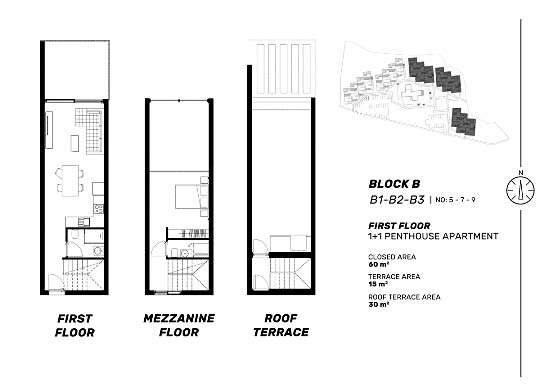 N
BLOCK B
B1-B2-B3 | NO: 5 - 7 - 9
FIRST FLOOR
1+1 PENTHOUSE APARTMENT
CLOSED AREA
60 m²
TERRACE AREA
15 m²
ROOF TERRACE AREA
30 m²
FIRST
FLOOR
MEZZANINE
FLOOR
ROOF
TERRACE